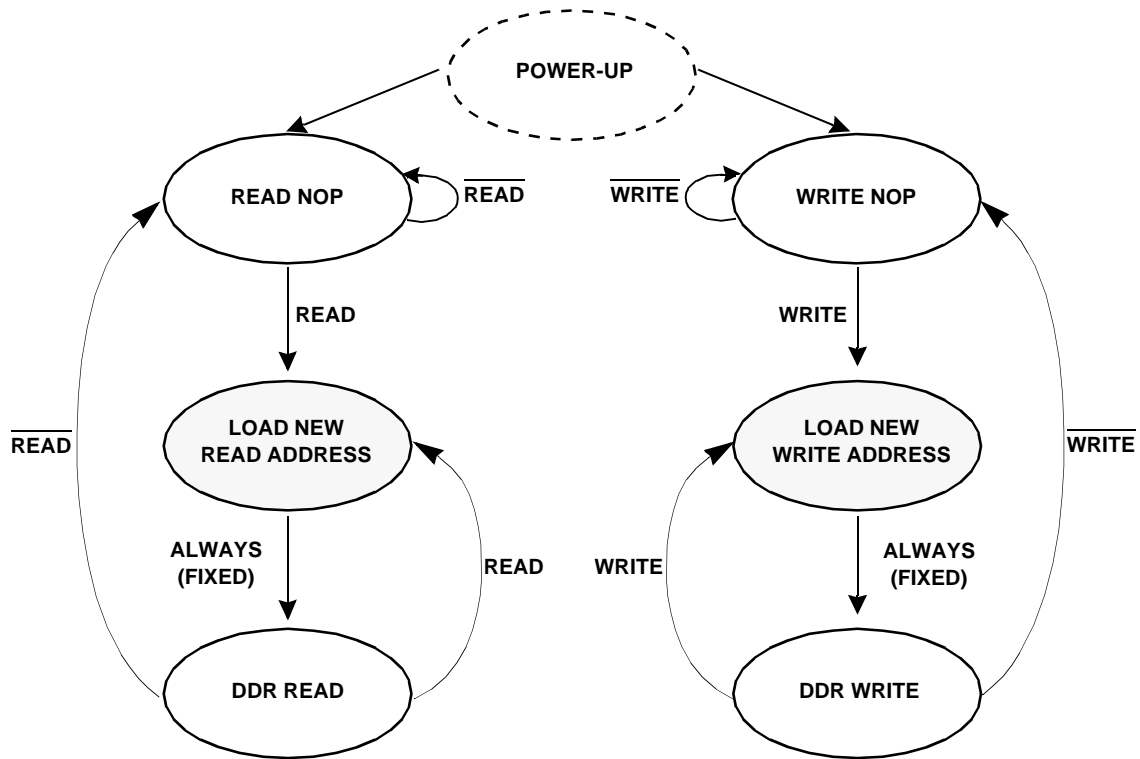 POWER-UP
READ NOP
READ
WRITE
WRITE NOP
READ
WRITE
LOAD NEW
READ ADDRESS
LOAD NEW
WRITE ADDRESS
READ
WRITE
ALWAYS
(FIXED)
READ
WRITE
ALWAYS
(FIXED)
DDR READ
DDR WRITE